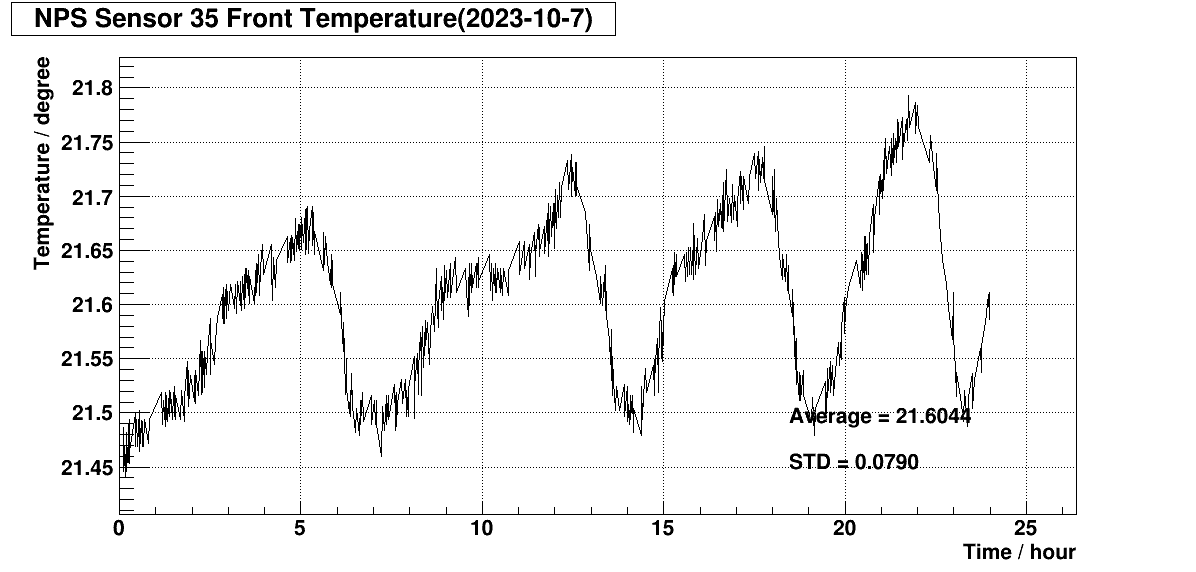 NPS Sensor 35 Front Temperature(2023-10-7)
Temperature / degree
21.8
21.75
21.7
21.65
21.6
21.55
21.5
21.45
Average = 21.6044
STD = 0.0790
0 5 10 15 20 25
Time / hour